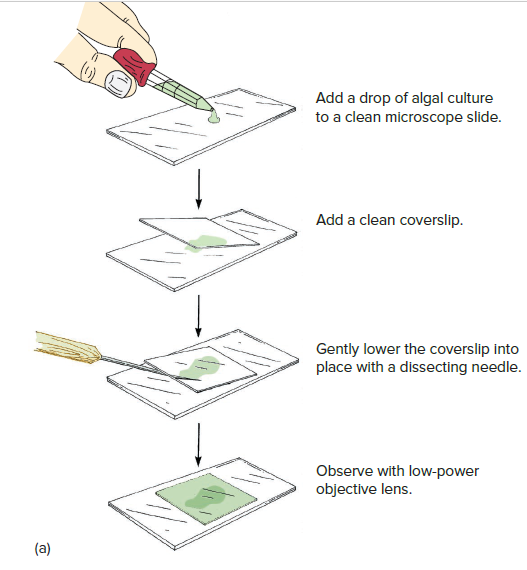 Add a drop of algal culture
to a clean microscope slide.
Add a clean coverslip.
Gently lower the coverslip into
place with a dissecting needle.
Observe with low-power
objective lens.
(a)